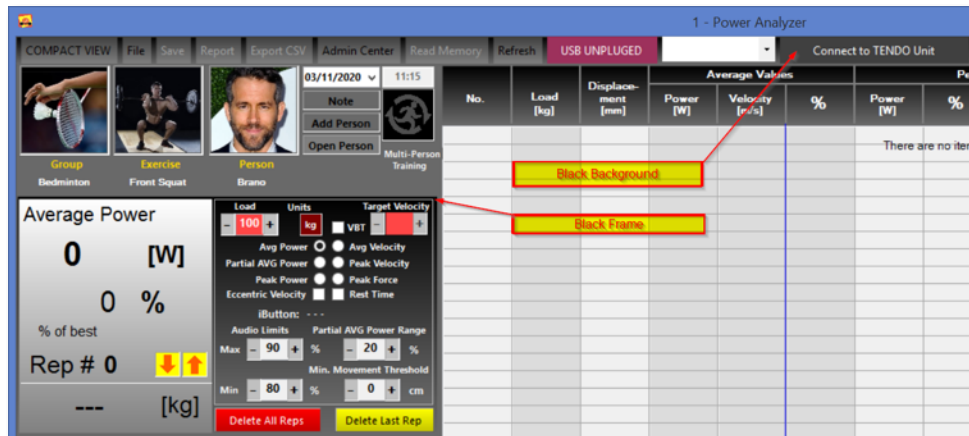 1 - Power Analyzer
COMPACT VIEW File Save Report Export CSV Admin Center Read Memory Refresh USB UNPLUGED Connect to TENDO Unit
03/11/2020 11:15
Note
Add Person
Open Person
Multi-Person
Training
Group Exercise Person
Bedminton Front Squat Brano
No. Load [kg] Displace-ment [mm] Average Values Pe
Power [W] Velocity [m/s] % Power [W] %
There are no iter
Black Background
Black Frame
Average Power
0 [W]
0 %
% of best
Rep # 0
--- [kg]
Load Units Target Velocity
- 100 + kg VBT - +
Avg Power Avg Velocity
Partial AVG Power Peak Velocity
Peak Power Peak Force
Eccentric Velocity Rest Time
iButton: - - -
Audio Limits Partial AVG Power Range
Max - 90 + % - 20 + %
Min. Movement Threshold
Min - 80 + % - 0 + cm
Delete All Reps Delete Last Rep